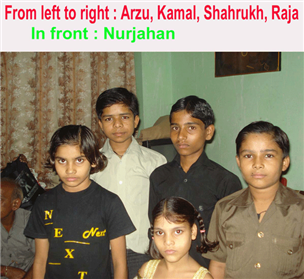 From left to right : Arzu, Kamal, Shahrukh, Raja
In front : Nurjahan
Next
N
E
X
T